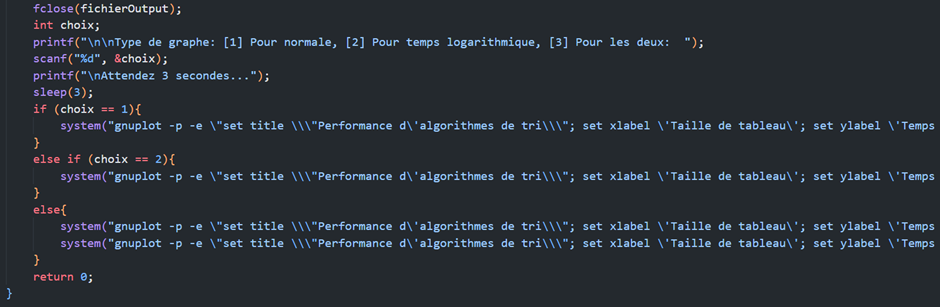 fclose(fichierOutput);
int choix;
printf("\n\nType de graphe: [1] Pour normale, [2] Pour temps logarithmique, [3] Pour les deux:  ");
scanf("%d", &choix);
printf("\nAttendez 3 secondes...");
sleep(3);
if (choix == 1){
system("gnuplot -p -e \"set title \\\"Performance d\'algorithmes de tri\\\"; set xlabel \'Taille de tableau\'; set ylabel \'Temps
}
else if (choix == 2){
system("gnuplot -p -e \"set title \\\"Performance d\'algorithmes de tri\\\"; set xlabel \'Taille de tableau\'; set ylabel \'Temps
}
else{
system("gnuplot -p -e \"set title \\\"Performance d\'algorithmes de tri\\\"; set xlabel \'Taille de tableau\'; set ylabel \'Temps
system("gnuplot -p -e \"set title \\\"Performance d\'algorithmes de tri\\\"; set xlabel \'Taille de tableau\'; set ylabel \'Temps
}
return 0;
}